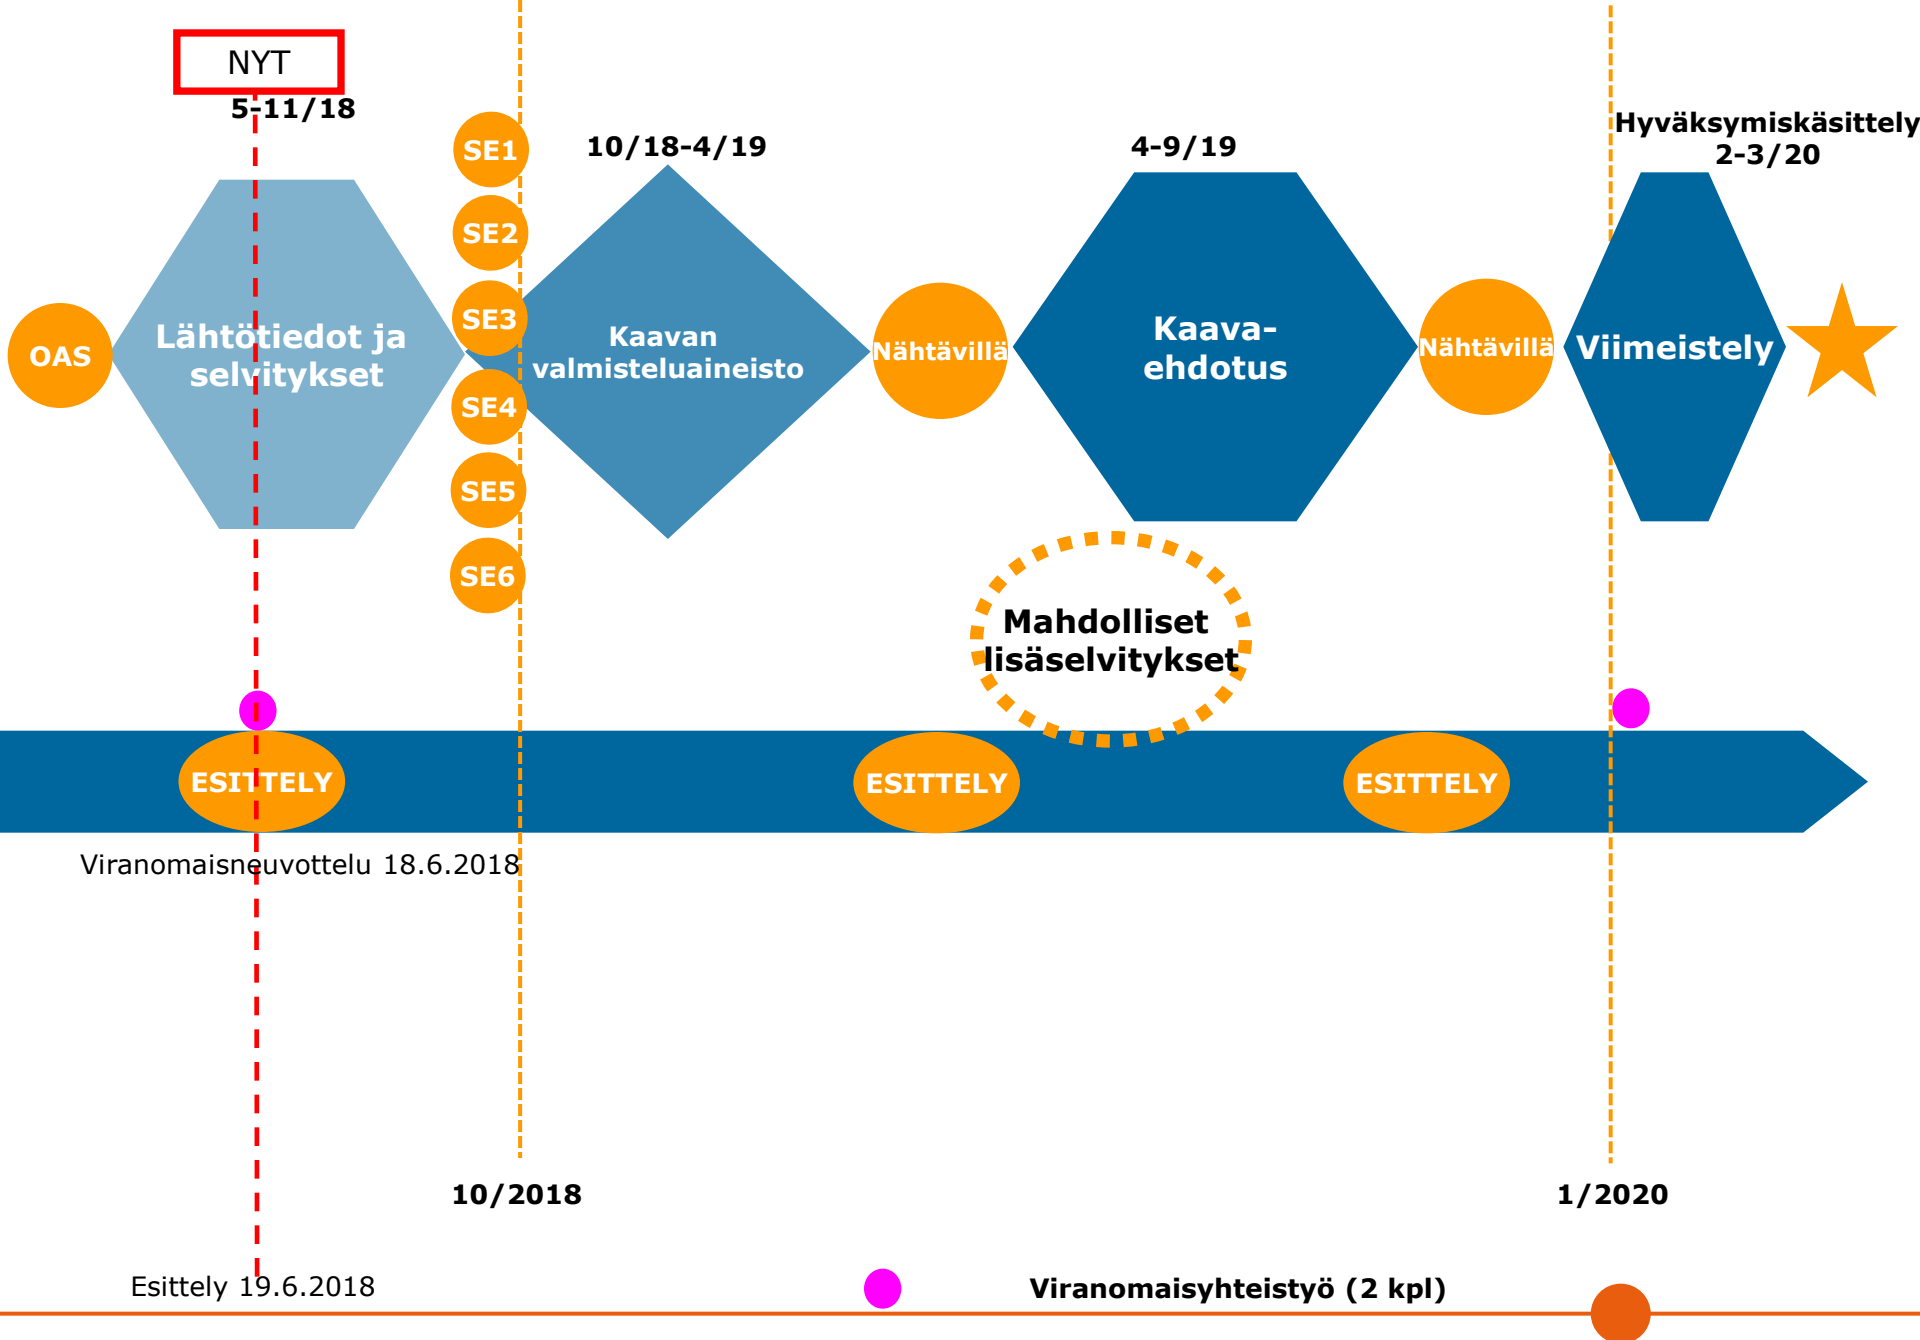 NYT
5-11/18
Hyväksymiskäsittely
2-3/20
10/18-4/19
4-9/19
SE1
SE2
SE3
SE4
SE5
SE6
OAS
Lähtötiedot ja
selvitykset
Kaavan
valmisteluaineisto
Nähtävillä
Kaava-
ehdotus
Nähtävillä
Viimeistely
Mahdolliset
lisäselvitykset
ESITTELY
ESITTELY
ESITTELY
Viranomaisneuvottelu 18.6.2018
10/2018
1/2020
Esittely 19.6.2018
Viranomaisyhteistyö (2 kpl)